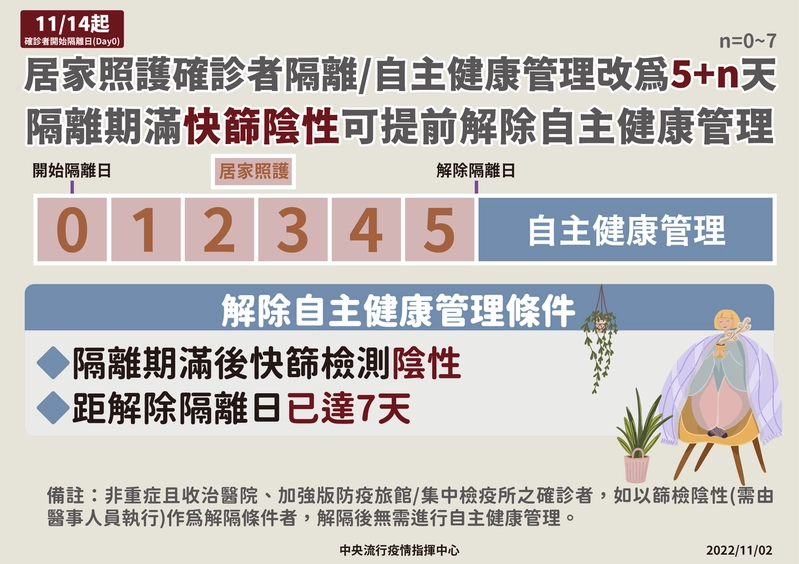 11/14起
確診者開始隔離日(Day0)
n=0~7
居家照護確診者隔離/自主健康管理改為5+n天
隔離期滿快篩陰性可提前解除自主健康管理
開始隔離日
居家照護
解除隔離日
0 1 2 3 4 5 自主健康管理
解除自主健康管理條件
◆隔離期滿後快篩檢測陰性
◆距解除隔離日已達7天
備註：非重症且收治醫院、加強版防疫旅館/集中檢疫所之確診者，如以篩檢陰性(需由
醫事人員執行)作為解隔條件者，解隔後無需進行自主健康管理。
中央流行疫情指揮中心
2022/11/02